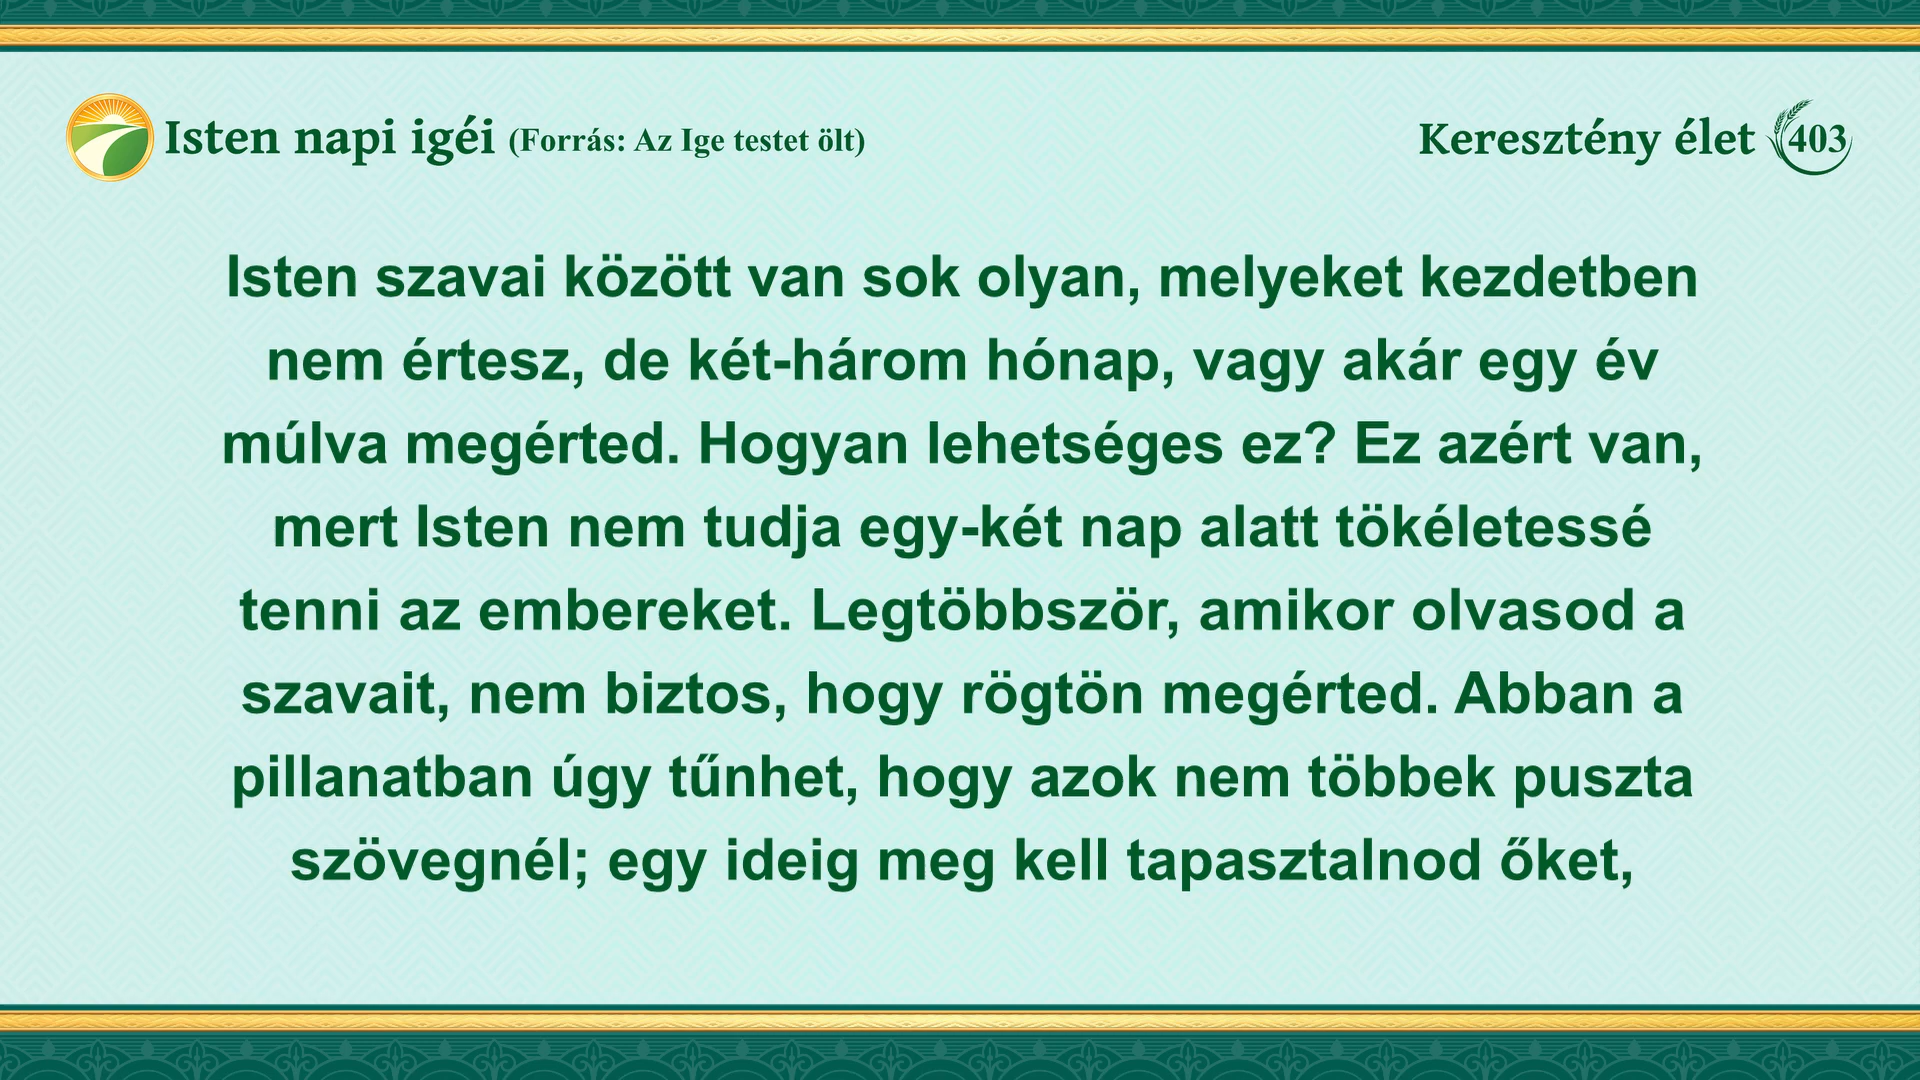 Isten napi igéi (Forrás: Az Ige testet ölt)
Keresztény élet 403
Isten szavai között van sok olyan, melyeket kezdetben
nem értesz, de két-három hónap, vagy akár egy év
múlva megérted. Hogyan lehetséges ez? Ez azért van,
mert Isten nem tudja egy-két nap alatt tökéletessé
tenni az embereket. Legtöbbször, amikor olvasod a
szavait, nem biztos, hogy rögtön megérted. Abban a
pillanatban úgy tűnhet, hogy azok nem többek puszta
szövegnél; egy ideig meg kell tapasztalnod őket,